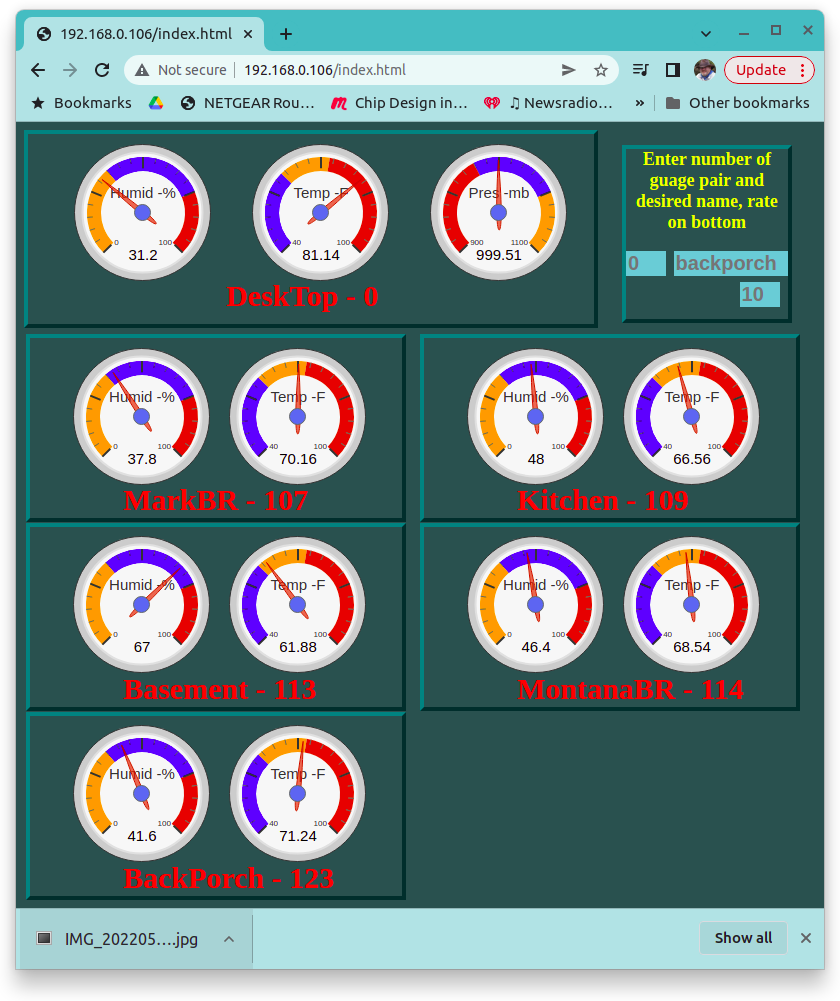 192.168.0.106/index.html
Not secure
192.168.0.106/index.html
Update
Bookmarks
NETGEAR Rou…
Chip Design in…
♫ Newsradio…
»
Other bookmarks
Humid -%
0 100
31.2
Temp -F
40 100
81.14
Pres -mb
900 1100
999.51
DeskTop - 0
Enter number of
guage pair and
desired name, rate
on bottom
0 backporch
10
Humid -%
0 100
37.8
Temp -F
40 100
70.16
MarkBR - 107
Humid -%
0 100
48
Temp -F
40 100
66.56
Kitchen - 109
Humid -%
0 100
67
Temp -F
40 100
61.88
Basement - 113
Humid -%
0 100
46.4
Temp -F
40 100
68.54
MontanaBR - 114
Humid -%
0 100
41.6
Temp -F
40 100
71.24
BackPorch - 123
IMG_202205….jpg
Show all